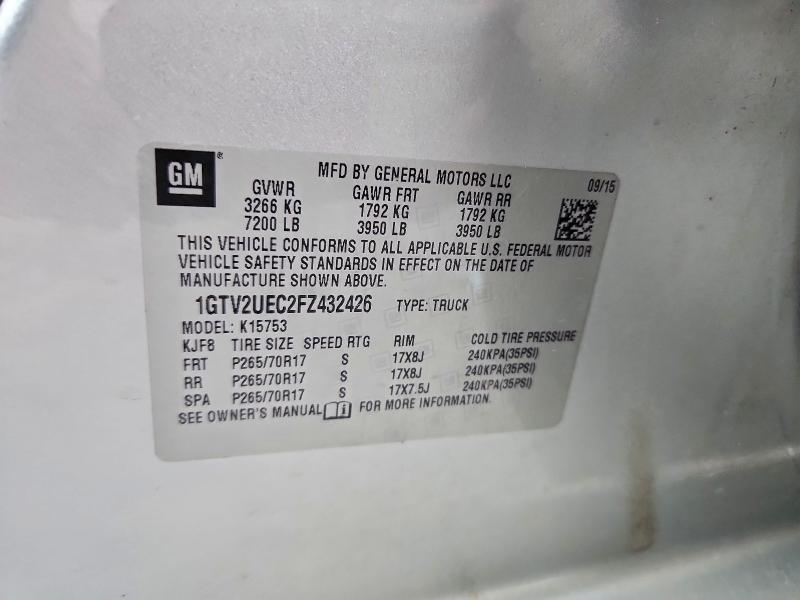 GM®
MFD BY GENERAL MOTORS LLC 09/15
GVWR GAWR FRT GAWR RR
3266 KG 1792 KG 1792 KG
7200 LB 3950 LB 3950 LB
THIS VEHICLE CONFORMS TO ALL APPLICABLE U.S. FEDERAL MOTOR
VEHICLE SAFETY STANDARDS IN EFFECT ON THE DATE OF
MANUFACTURE SHOWN ABOVE.
1GTV2UEC2FZ432426 TYPE: TRUCK
MODEL: K15753
KJF8 TIRE SIZE SPEED RTG RIM COLD TIRE PRESSURE
FRT P265/70R17 S 17X8J 240KPA(35PSI)
RR P265/70R17 S 17X8J 240KPA(35PSI)
SPA P265/70R17 S 17X7.5J 240KPA(35PSI)
SEE OWNER'S MANUAL FOR MORE INFORMATION.